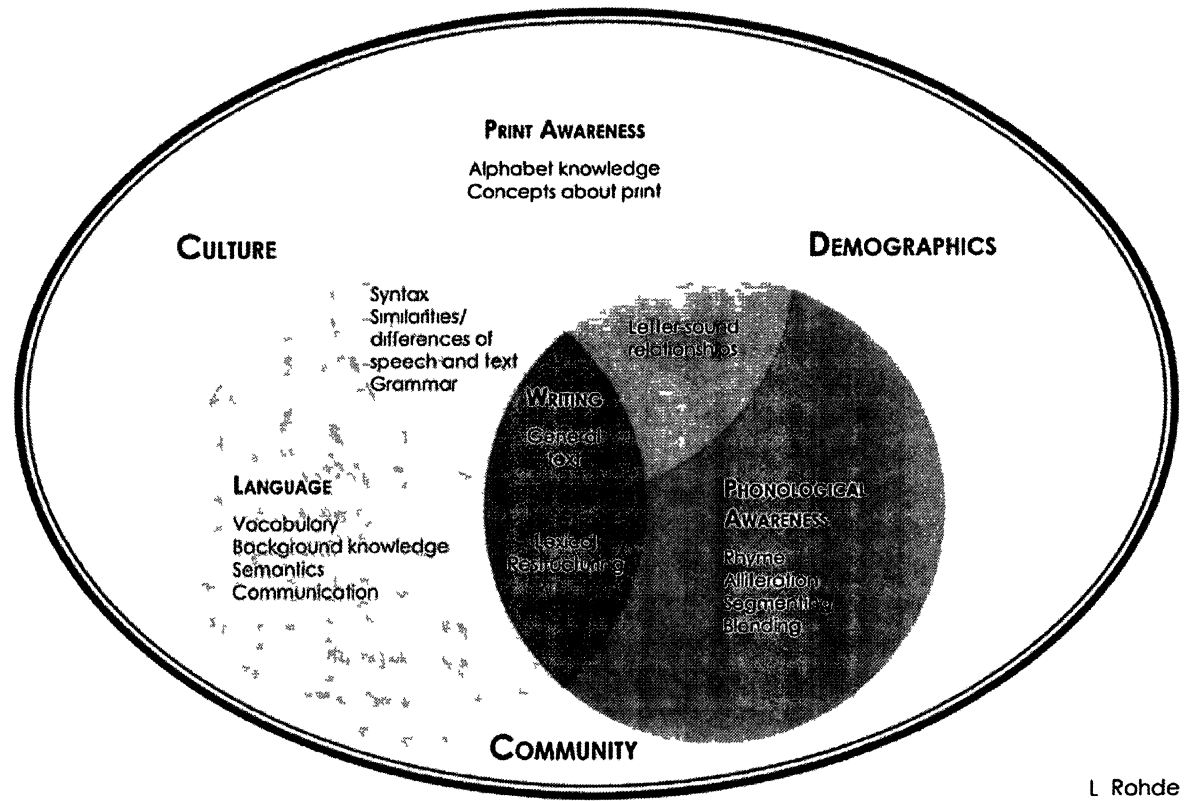 PRINT AWARENESS
Alphabet knowledge
Concepts about print
CULTURE
DEMOGRAPHICS
Syntax
Similarities/
differences of
speech and text
Grammar
Letter-sound
relationships
WRITING
General
text
Lexical
Restructuring
LANGUAGE
Vocabulary
Background knowledge
Semantics
Communication
PHONOLOGICAL
AWARENESS
Rhyme
Alliteration
Segmenting
Blending
COMMUNITY
L Rohde